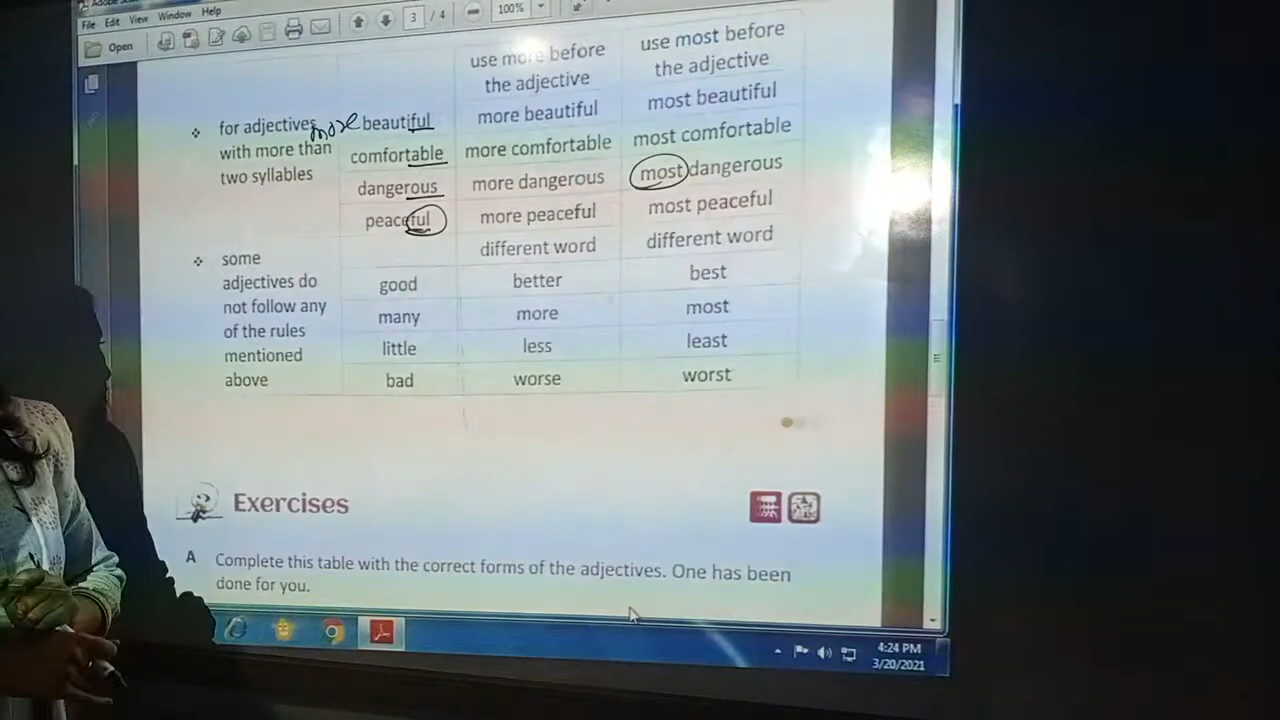 File Edit View Window Help
Open
3 / 4
100%
use more before the adjective
use most before the adjective
for adjectives with more than two syllables
more beautiful
more beautiful
most beautiful
comfortable
more comfortable
most comfortable
dangerous
more dangerous
most dangerous
peaceful
more peaceful
most peaceful
different word
different word
some adjectives do not follow any of the rules mentioned above
good
better
best
many
more
most
little
less
least
bad
worse
worst
Exercises
A Complete this table with the correct forms of the adjectives. One has been
done for you.
4:24 PM
3/20/2021